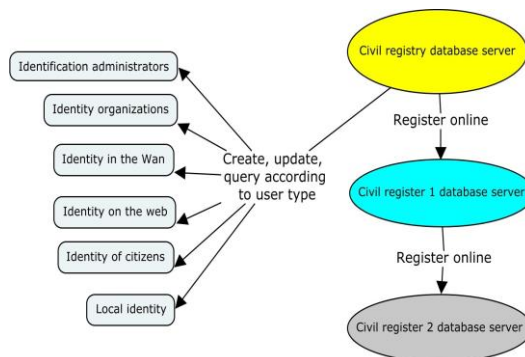 Civil registry database server
Identification administrators
Identity organizations
Register online
Identity in the Wan
Create, update,
query according
to user type
Civil register 1 database server
Identity on the web
Identity of citizens
Register online
Local identity
Civil register 2 database server